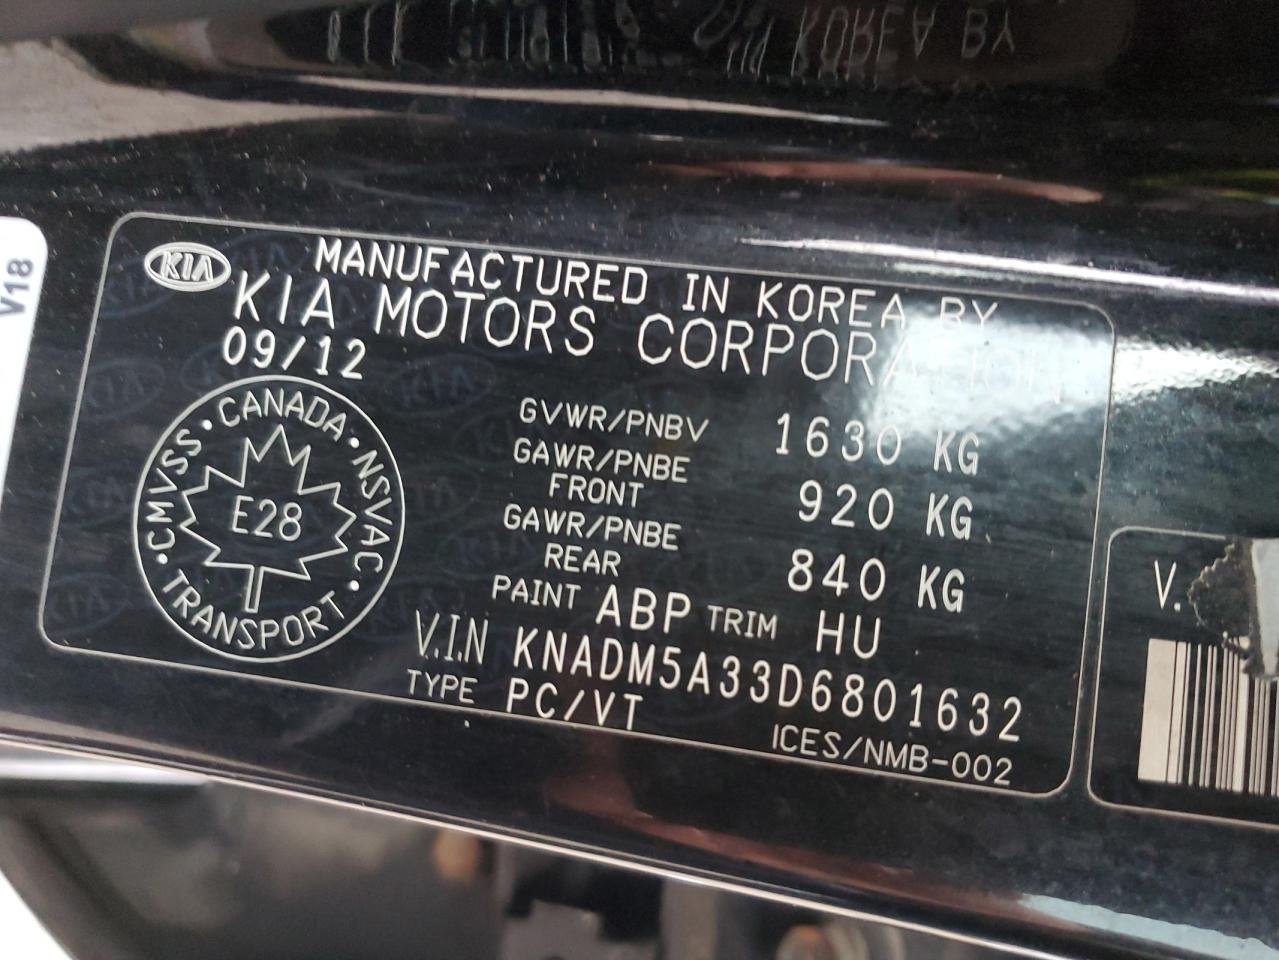 V18
KIA
MANUFACTURED IN KOREA BY
KIA MOTORS CORPORATION
09/12
CMVSS • CANADA • NSVAC • TRANSPORT •
E28
GVWR/PNBV 1630 KG
GAWR/PNBE
FRONT 920 KG
GAWR/PNBE
REAR 840 KG
PAINT ABP TRIM HU
V.I.N KNADM5A33D6801632
TYPE PC/VT
ICES/NMB-002
V.